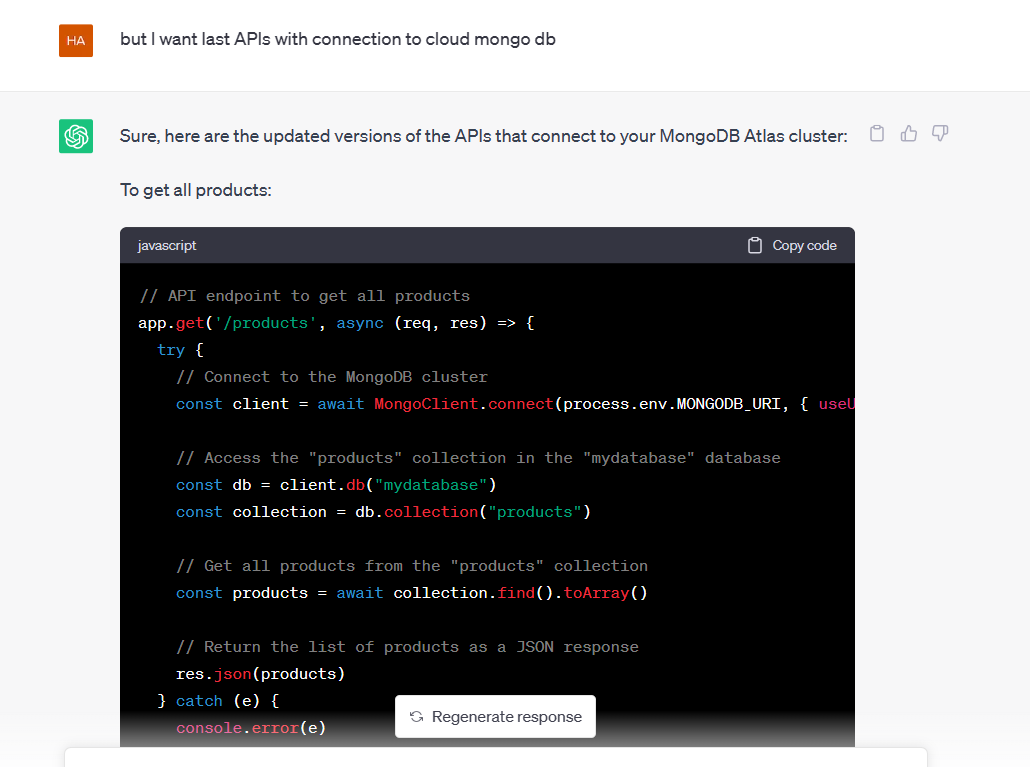 HA
but I want last APIs with connection to cloud mongo db
Sure, here are the updated versions of the APIs that connect to your MongoDB Atlas cluster:
To get all products:
javascript
Copy code
// API endpoint to get all products
app.get('/products', async (req, res) => {
  try {
    // Connect to the MongoDB cluster
    const client = await MongoClient.connect(process.env.MONGODB_URI, { useU
    // Access the "products" collection in the "mydatabase" database
    const db = client.db("mydatabase")
    const collection = db.collection("products")
    // Get all products from the "products" collection
    const products = await collection.find().toArray()
    // Return the list of products as a JSON response
    res.json(products)
  } catch (e) {
    console.error(e)
Regenerate response